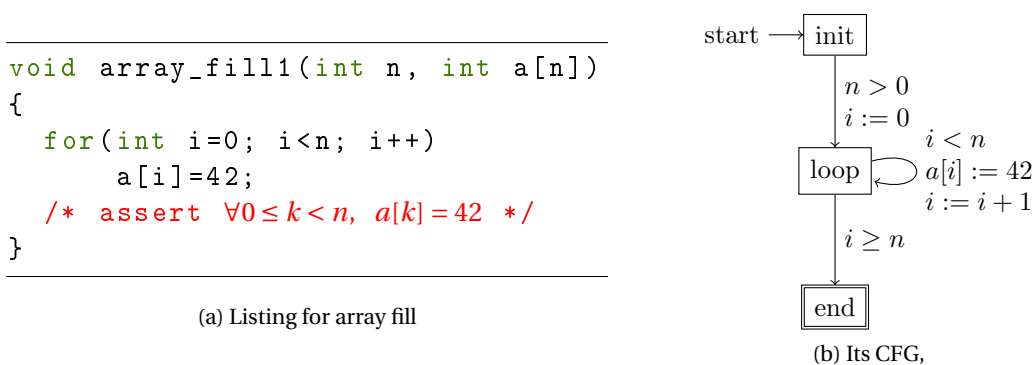 void array_fill1(int n, int a[n])
{
for(int i=0; i<n; i++)
a[i]=42;
/* assert ∀0 ≤ k < n, a[k] = 42 */
}
(a) Listing for array fill
start
init
n > 0
i := 0
i < n
loop
a[i] := 42
i := i + 1
i ≥ n
end
(b) Its CFG,